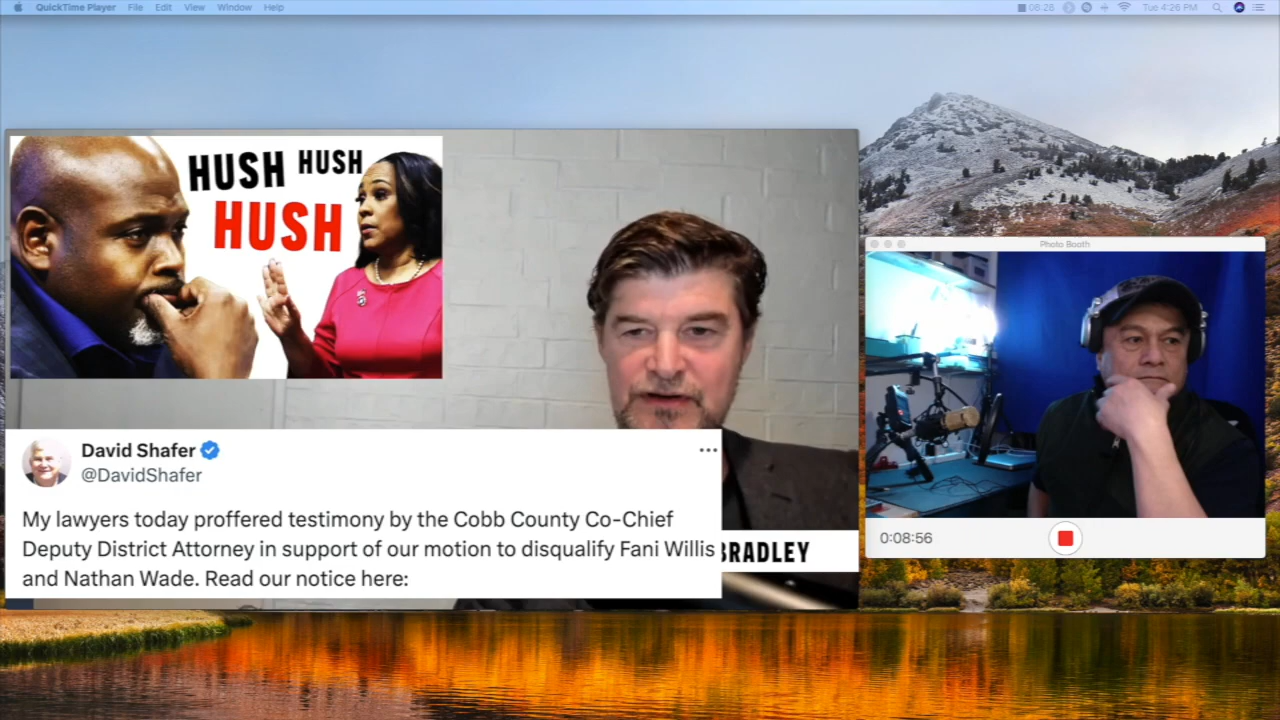 QuickTime Player File Edit View Window Help
08:28 Tue 4:26 PM
HUSH HUSH
HUSH
Photo Booth
David Shafer
@DavidShafer
My lawyers today proffered testimony by the Cobb County Co-Chief
Deputy District Attorney in support of our motion to disqualify Fani Willis
and Nathan Wade. Read our notice here:
BRADLEY
0:08:56